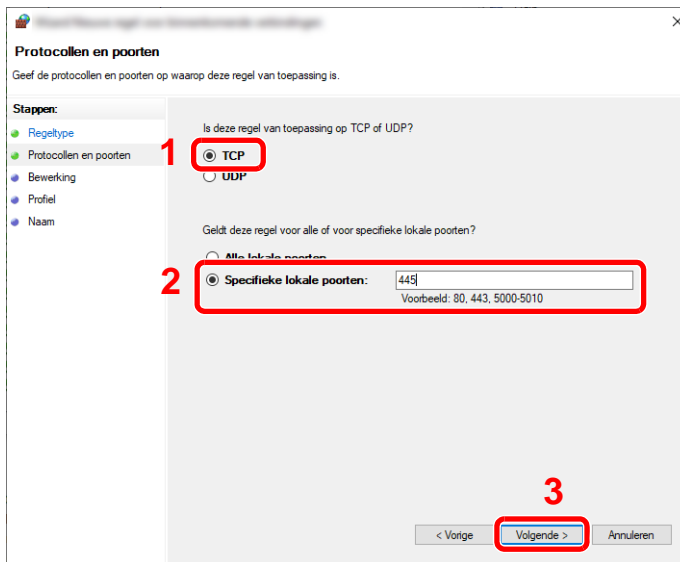 Protocollen en poorten
Geef de protocollen en poorten op waarop deze regel van toepassing is.
Stappen:
Regeltype
Protocollen en poorten
Bewerking
Profiel
Naam
Is deze regel van toepassing op TCP of UDP?
1
TCP
UDP
Geldt deze regel voor alle of voor specifieke lokale poorten?
Alle lokale poorten
2
Specifieke lokale poorten:
445
Voorbeeld: 80, 443, 5000-5010
3
< Vorige
Volgende >
Annuleren